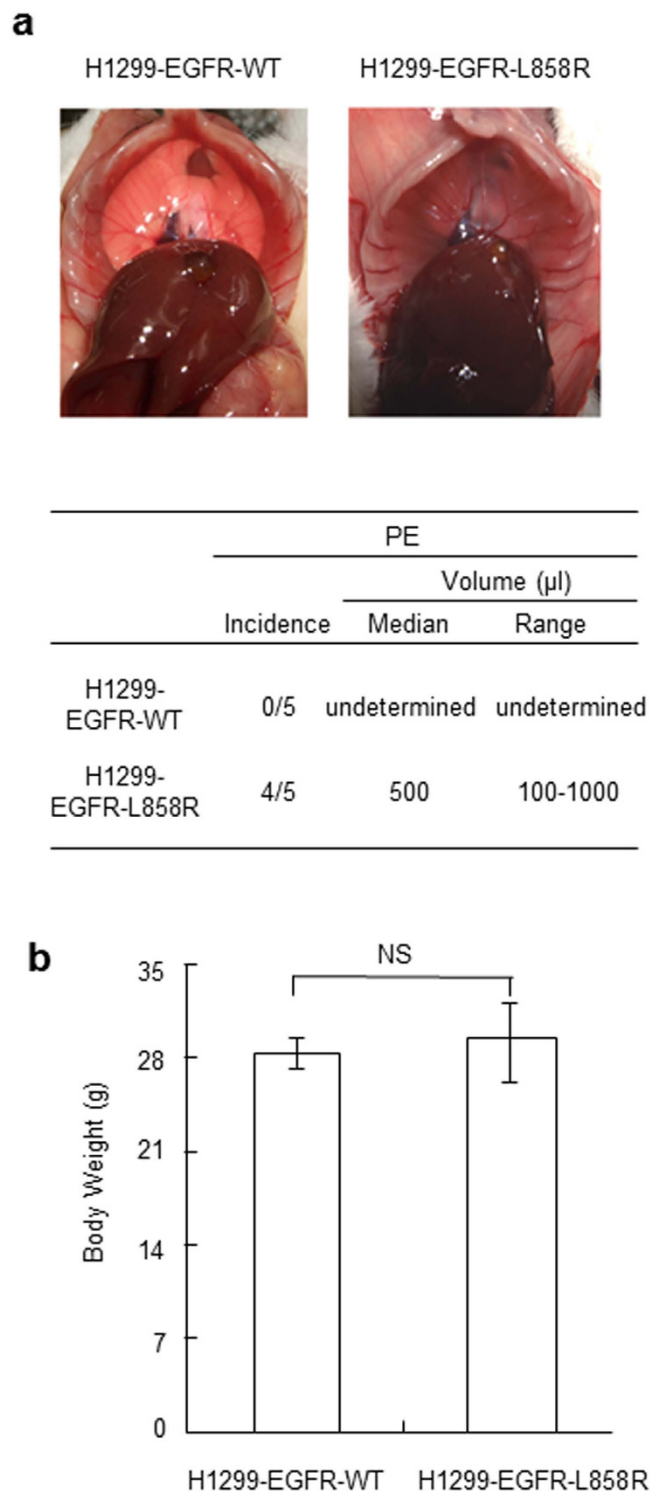 a
H1299-EGFR-WT H1299-EGFR-L858R
PE
Volume (µl)
Incidence Median Range
H1299-
EGFR-WT 0/5 undetermined undetermined
H1299-
EGFR-L858R 4/5 500 100-1000
b
NS
35
28
21
14
7
0
Body Weight (g)
H1299-EGFR-WT H1299-EGFR-L858R